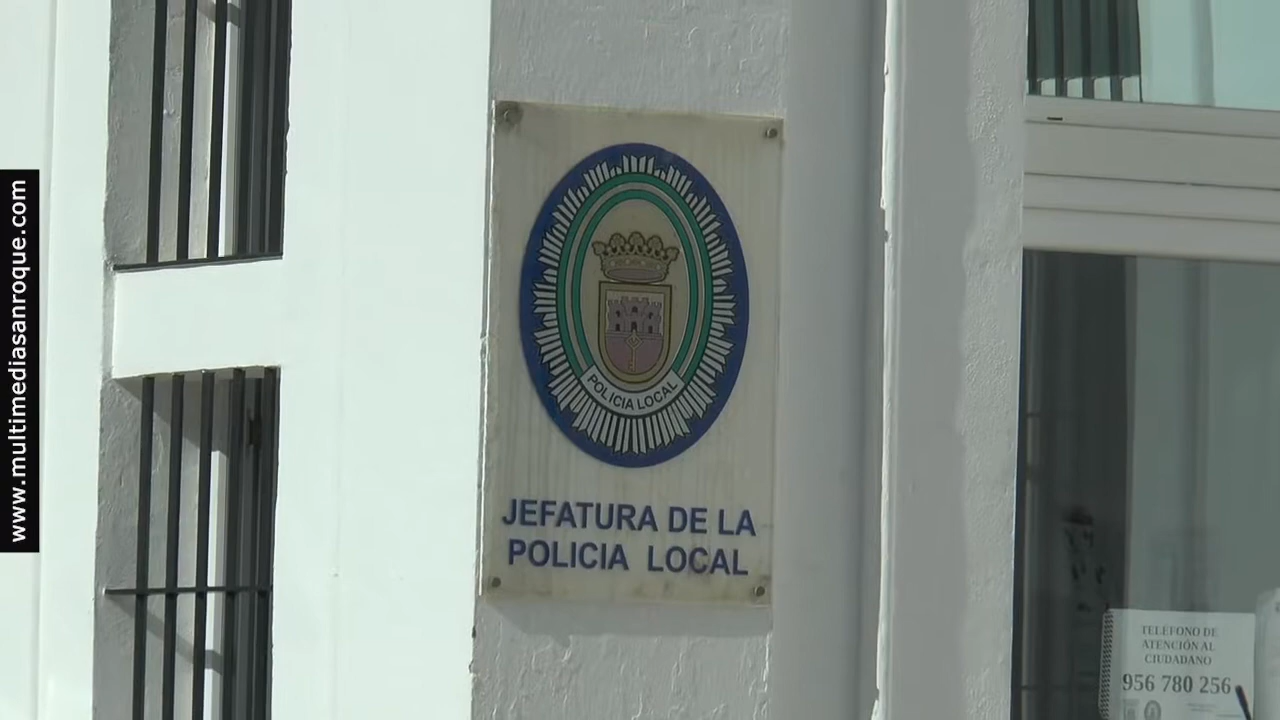 www.multimediasanroque.com
POLICIA LOCAL
JEFATURA DE LA
POLICIA LOCAL
TELEFONO DE
ATENCIÓN AL
CIUDADANO
956 780 256